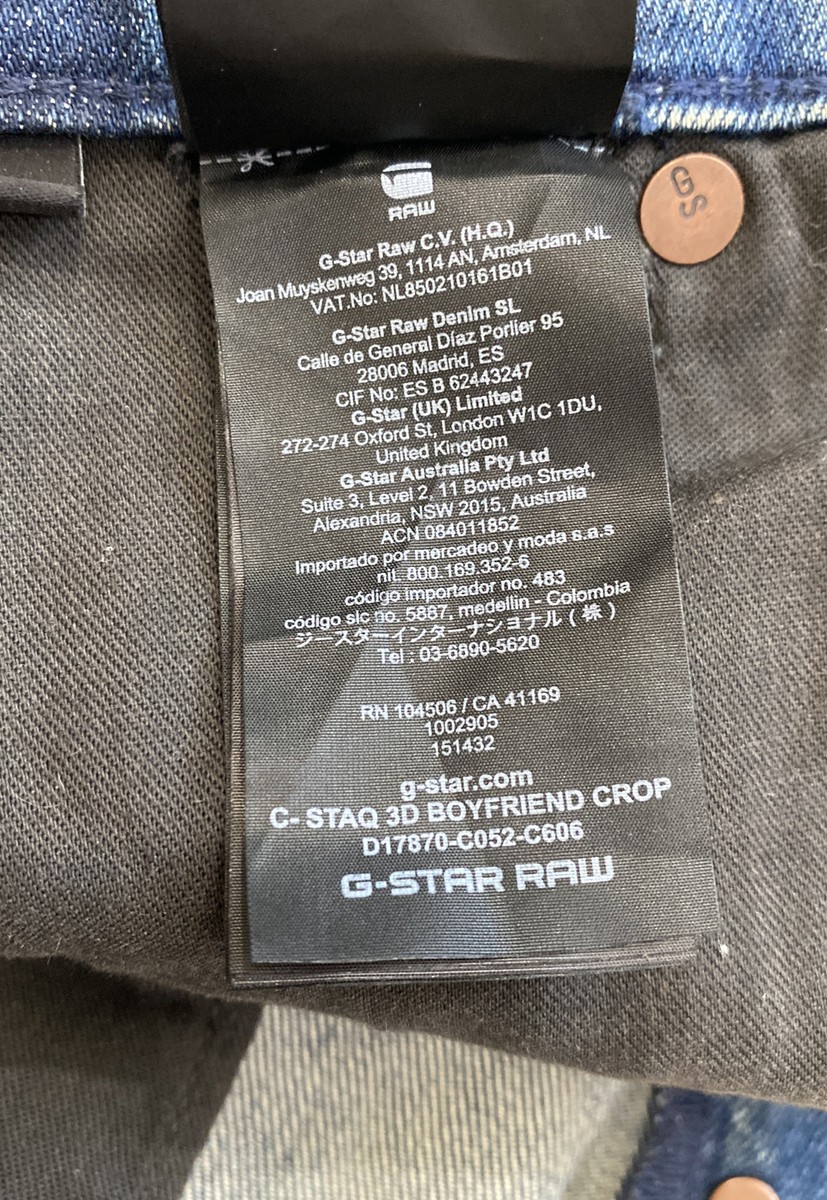 RAW
G-Star Raw C.V. (H.Q.)
Joan Muyskenweg 39, 1114 AN, Amsterdam, NL
VAT.No: NL850210161B01
G-Star Raw Denim SL
Calle de General Díaz Porlier 95
28006 Madrid, ES
CIF No: ES B 62443247
G-Star (UK) Limited
272-274 Oxford St, London W1C 1DU,
United Kingdom
G-Star Australia Pty Ltd
Suite 3, Level 2, 11 Bowden Street,
Alexandria, NSW 2015, Australia
ACN 084011852
Importado por mercadeo y moda s.a.s
nit. 800.169.352-6
código importador no. 483
código sic no. 5887, medellin - Colombia
ジースターインターナショナル(株)
Tel : 03-6890-5620
RN 104506 / CA 41169
1002905
151432
g-star.com
C- STAQ 3D BOYFRIEND CROP
D17870-C052-C606
G-STAR RAW
GS